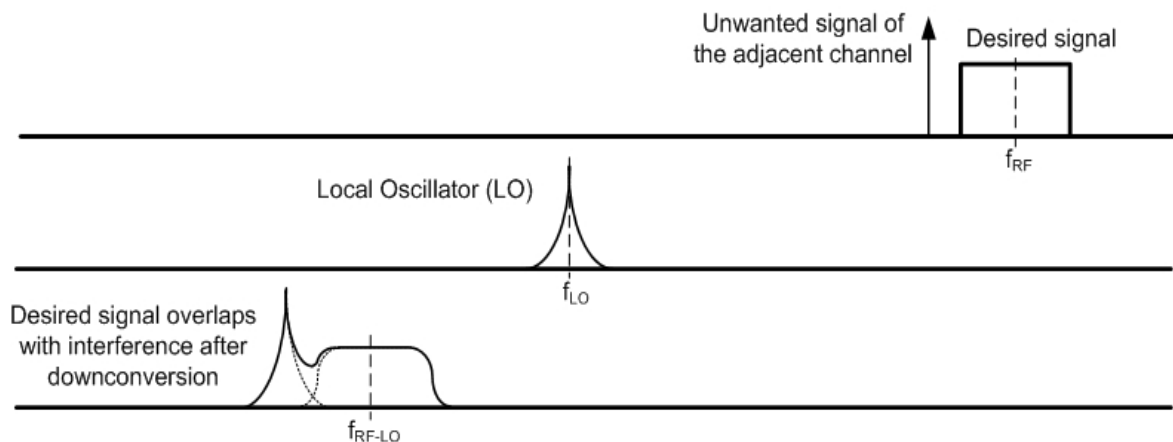 Unwanted signal of
the adjacent channel
Desired signal
fRF
Local Oscillator (LO)
fLO
Desired signal overlaps
with interference after
downconversion
fRF-LO